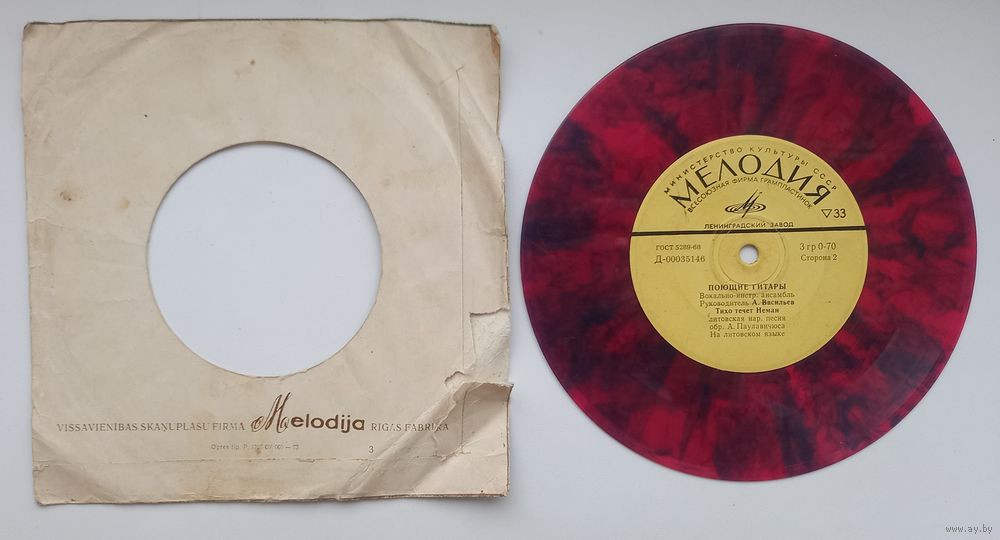 VISSAVIENĪBAS SKAŅUPLAŠU FIRMA Melodija RĪGAS FABRIKA
Ogres tip. P
3
МИНИСТЕРСТВО КУЛЬТУРЫ СССР
МЕЛОДИЯ
ВСЕСОЮЗНАЯ ФИРМА ГРАМПЛАСТИНОК
▽33
ЛЕНИНГРАДСКИЙ ЗАВОД
ГОСТ 5289-68
3 гр 0-70
Д-00035146
Сторона 2
ПОЮЩИЕ ГИТАРЫ
Вокально-инстр. ансамбль
Руководитель А. Васильев
Тихо течет Неман
литовская нар. песня
обр. А. Паулавичюса
На литовском языке
www.ay.by